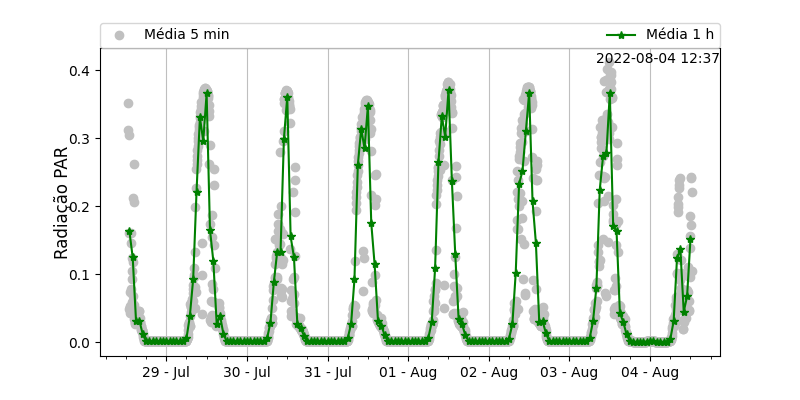 Média 5 min
Média 1 h
2022-08-04 12:37
Radiação PAR
0.4
0.3
0.2
0.1
0.0
29 - Jul
30 - Jul
31 - Jul
01 - Aug
02 - Aug
03 - Aug
04 - Aug